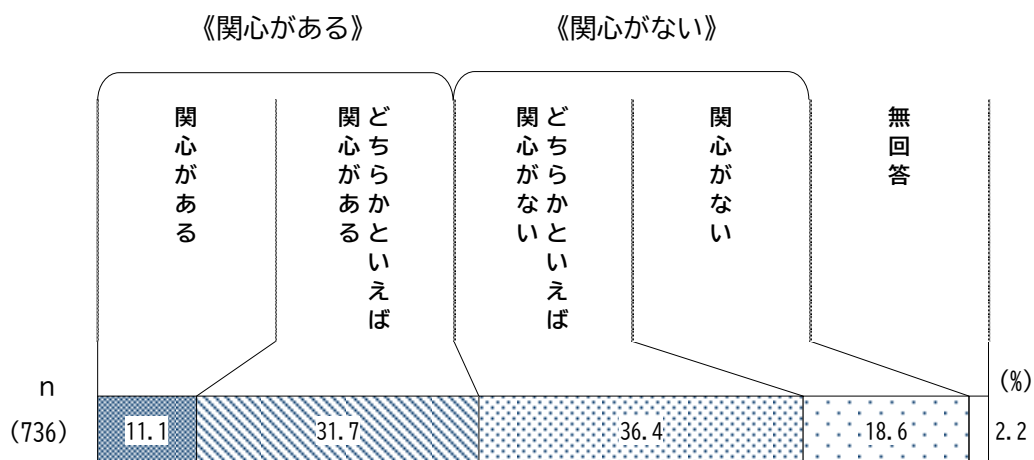 《関心がある》
《関心がない》
関心がある
どちらかといえば
関心がある
どちらかといえば
関心がない
関心がない
無回答
n
(%)
(736)
11.1
31.7
36.4
18.6
2.2